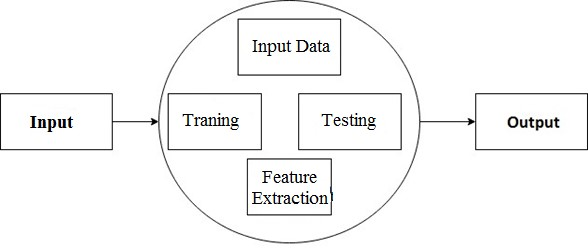 Input Data
Input
Traning
Testing
Output
Feature
Extraction